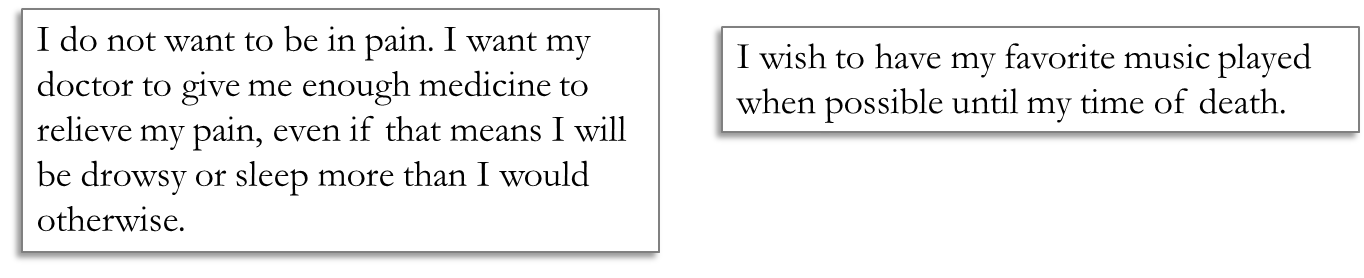 I do not want to be in pain. I want my
doctor to give me enough medicine to
relieve my pain, even if that means I will
be drowsy or sleep more than I would
otherwise.
I wish to have my favorite music played
when possible until my time of death.